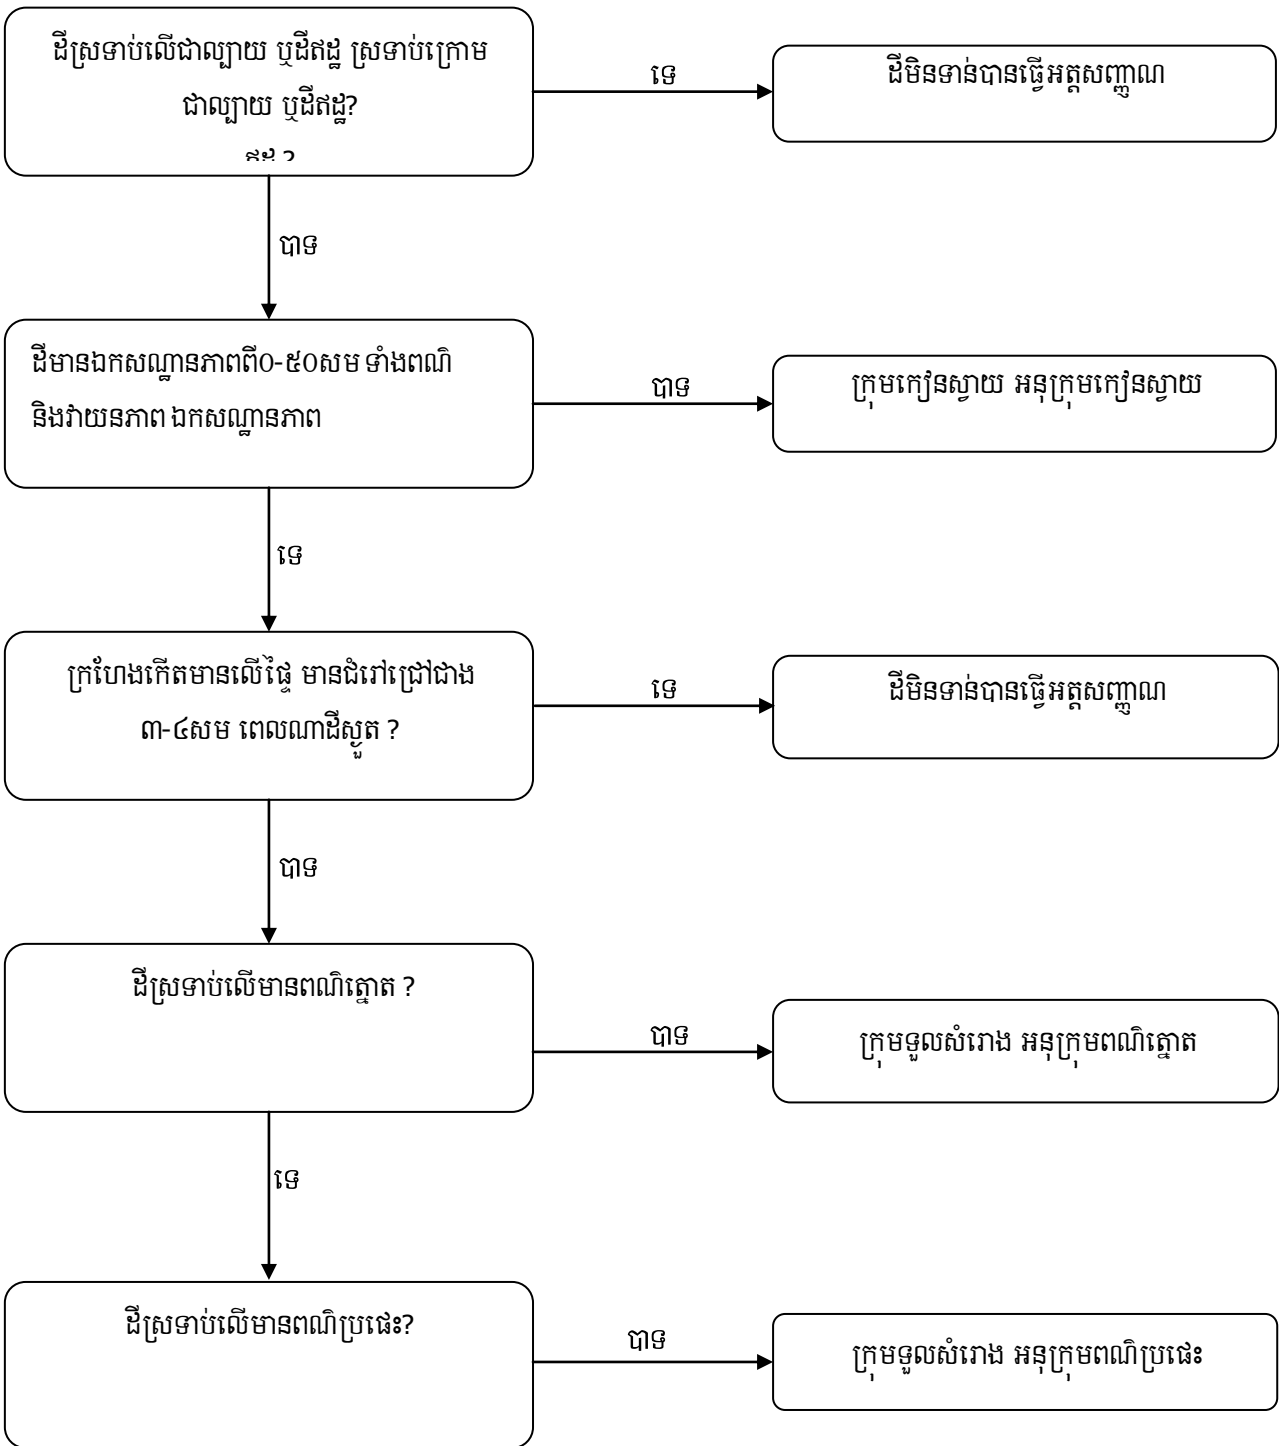 ដីស្រទាប់លើជាល្បាយ ឬដីឥដ្ឋ ស្រទាប់ក្រោម
ជាល្បាយ ឬដីឥដ្ឋ?
ទេ
ដីមិនទាន់បានធ្វើអត្តសញ្ញាណ
បាទ
ដីមានឯកសណ្ឋានភាពពី0-៥0សម ទាំងពណ៌
និងវាយនភាព ឯកសណ្ឋានភាព
បាទ
ក្រុមកៀនស្វាយ អនុក្រុមកៀនស្វាយ
ទេ
ក្រហែងកើតមានលើផ្ទៃ មានជំរៅជ្រៅជាង
៣-៤សម ពេលណាដីស្ងួត ?
ទេ
ដីមិនទាន់បានធ្វើអត្តសញ្ញាណ
បាទ
ដីស្រទាប់លើមានពណ៌ត្នោត ?
បាទ
ក្រុមទួលសំរោង អនុក្រុមពណ៌ត្នោត
ទេ
ដីស្រទាប់លើមានពណ៌ប្រផេះ?
បាទ
ក្រុមទួលសំរោង អនុក្រុមពណ៌ប្រផេះ